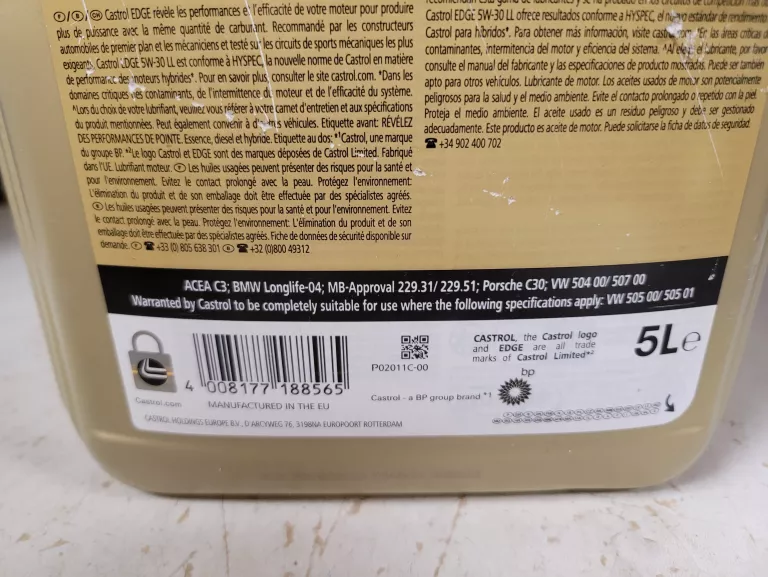 Castrol EDGE révèle les performances et l'efficacité de votre moteur pour produire
plus de puissance avec la même quantité de carburant. Recommandé par les constructeurs
automobiles de premier plan et les mécaniciens et testé sur les circuits de sports mécaniques les plus
exigeants. Castrol EDGE 5W-30 LL est conforme à HYSPEC, la nouvelle norme de Castrol en matière
de performance des moteurs hybrides*. Pour en savoir plus, consulter le site castrol.com. *Dans les
domaines critiques des contaminants, de l'intermittence du moteur et de l'efficacité du système.
^Lors du choix de votre lubrifiant, veuillez vous référer à votre carnet d'entretien et aux spécifications
du produit mentionnées. Peut également convenir à d'autres véhicules. Etiquette avant: RÉVÉLEZ
DES PERFORMANCES DE POINTE. Essence, diesel et hybride. Etiquette au dos: *¹Castrol, une marque
du groupe BP. *²Le logo Castrol et EDGE sont des marques déposées de Castrol Limited. Fabriqué
dans l'UE. Lubrifiant moteur. Les huiles usagées peuvent présenter des risques pour la santé et
pour l'environnement. Evitez le contact prolongé avec la peau. Protégez l'environnement:
L'élimination du produit et de son emballage doit être effectuée par des spécialistes agréés.
Les huiles usagées peuvent présenter des risques pour la santé et pour l'environnement. Evitez
le contact prolongé avec la peau. Protégez l'environnement: L'élimination du produit et de son
emballage doit être effectuée par des spécialistes agréés. Fiche de données de sécurité disponible sur
demande. +33 (0) 805 638 301 +32 (0)800 49312
Castrol EDGE 5W-30 LL ofrece resultados conforme a HYSPEC, el nuevo estándar de rendimiento
Castrol para híbridos*. Para obtener más información, visite castrol.com. *En las áreas críticas de
contaminantes, intermitencia del motor y eficiencia del sistema. ^Al elegir el lubricante, por favor
consulte el manual del fabricante y las especificaciones de producto mostradas. Puede ser también
apto para otros vehículos. Lubricante de motor. Los aceites usados de motor son potencialmente
peligrosos para la salud y el medio ambiente. Evite el contacto prolongado o repetido con la piel.
Proteja el medio ambiente. El aceite usado es un residuo peligroso y debe ser gestionado
adecuadamente. Este producto es aceite de motor. Puede solicitarse la ficha de datos de seguridad.
+34 902 400 702
ACEA C3; BMW Longlife-04; MB-Approval 229.31/ 229.51; Porsche C30; VW 504 00/ 507 00
Warranted by Castrol to be completely suitable for use where the following specifications apply: VW 505 00/ 505 01
Castrol.com
4 008177 188565
MANUFACTURED IN THE EU
P02011C-00
Castrol - a BP group brand *¹
CASTROL, the Castrol logo
and EDGE are all trade
marks of Castrol Limited*²
bp
5L e
CASTROL HOLDINGS EUROPE B.V., D'ARCYWEG 76, 3198NA EUROPOORT ROTTERDAM